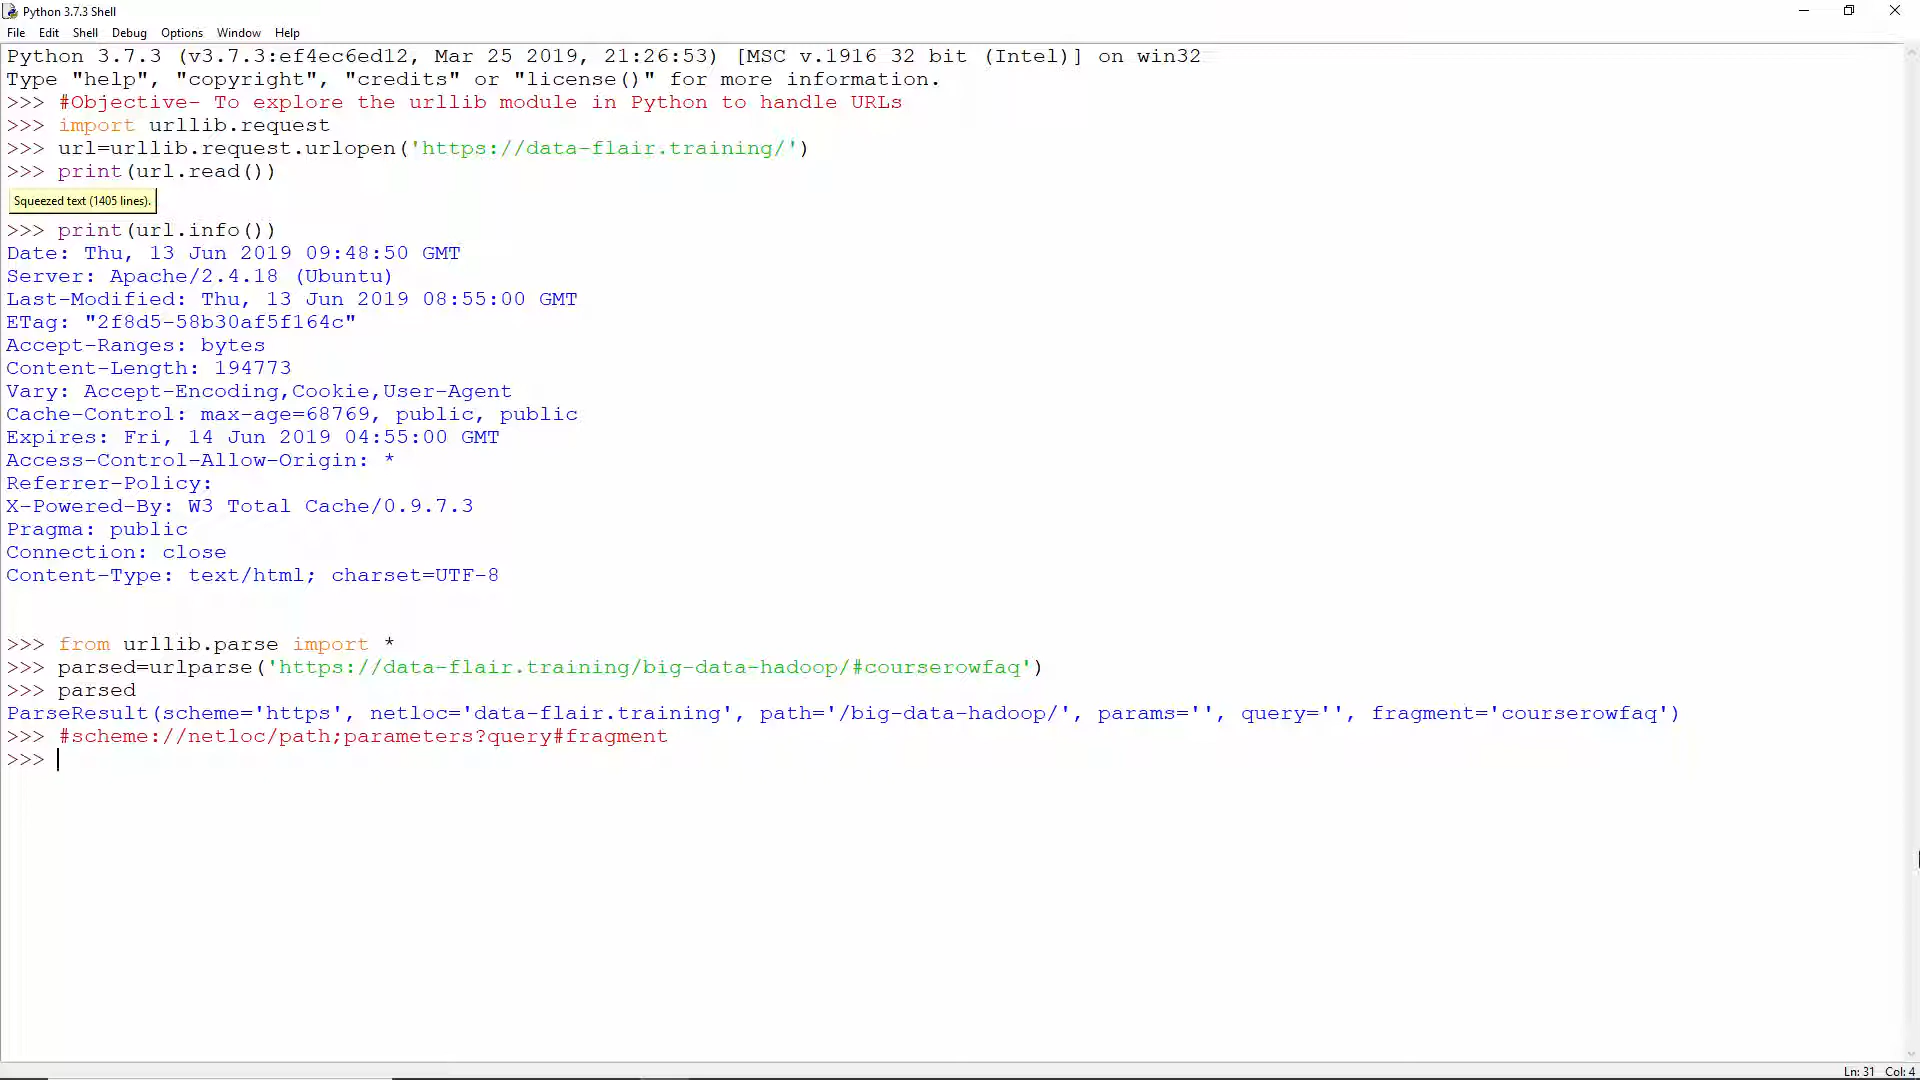 Python 3.7.3 Shell
File Edit Shell Debug Options Window Help
Python 3.7.3 (v3.7.3:ef4ec6ed12, Mar 25 2019, 21:26:53) [MSC v.1916 32 bit (Intel)] on win32
Type "help", "copyright", "credits" or "license()" for more information.
>>> #Objective- To explore the urllib module in Python to handle URLs
>>> import urllib.request
>>> url=urllib.request.urlopen('https://data-flair.training/')
>>> print(url.read())
Squeezed text (1405 lines).
>>> print(url.info())
Date: Thu, 13 Jun 2019 09:48:50 GMT
Server: Apache/2.4.18 (Ubuntu)
Last-Modified: Thu, 13 Jun 2019 08:55:00 GMT
ETag: "2f8d5-58b30af5f164c"
Accept-Ranges: bytes
Content-Length: 194773
Vary: Accept-Encoding,Cookie,User-Agent
Cache-Control: max-age=68769, public, public
Expires: Fri, 14 Jun 2019 04:55:00 GMT
Access-Control-Allow-Origin: *
Referrer-Policy:
X-Powered-By: W3 Total Cache/0.9.7.3
Pragma: public
Connection: close
Content-Type: text/html; charset=UTF-8
>>> from urllib.parse import *
>>> parsed=urlparse('https://data-flair.training/big-data-hadoop/#courserowfaq')
>>> parsed
ParseResult(scheme='https', netloc='data-flair.training', path='/big-data-hadoop/', params='', query='', fragment='courserowfaq')
>>> #scheme://netloc/path;parameters?query#fragment
>>>
Ln: 31 Col: 4